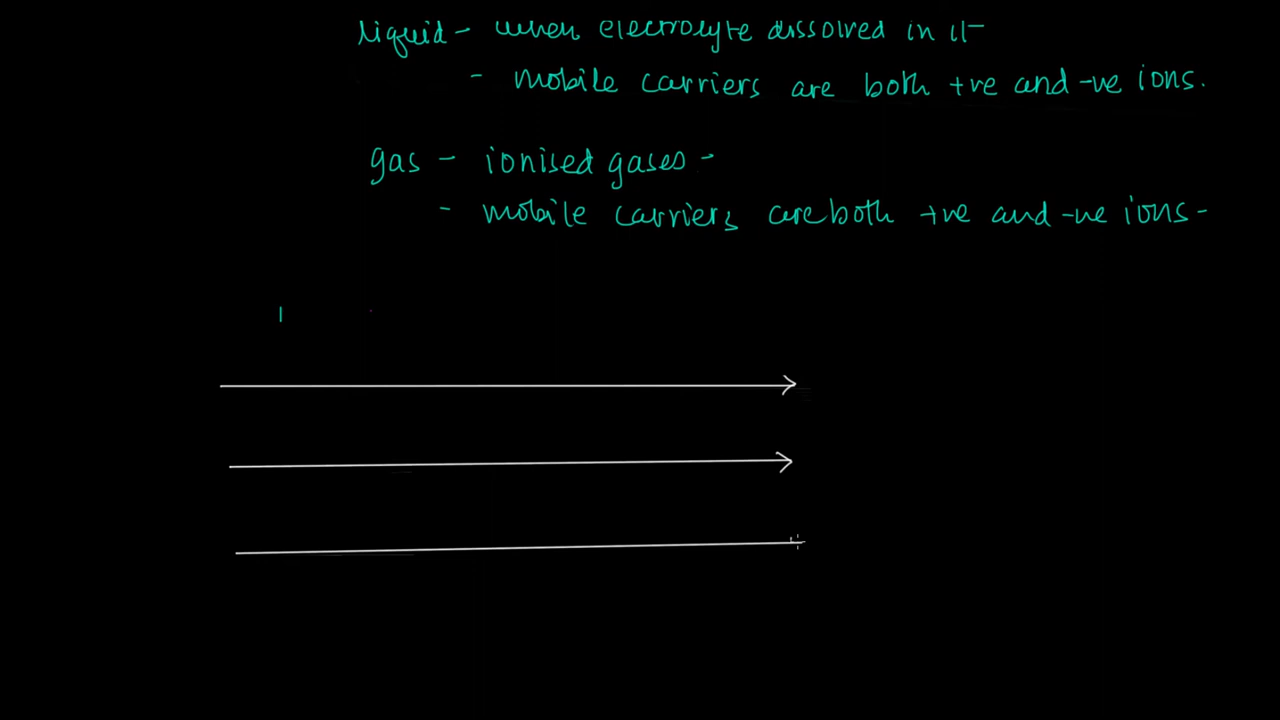 liquid - when electrolyte dissolved in it
- mobile carriers are both +ve and -ve ions.
gas - ionised gases -
- mobile carriers are both +ve and -ve ions -